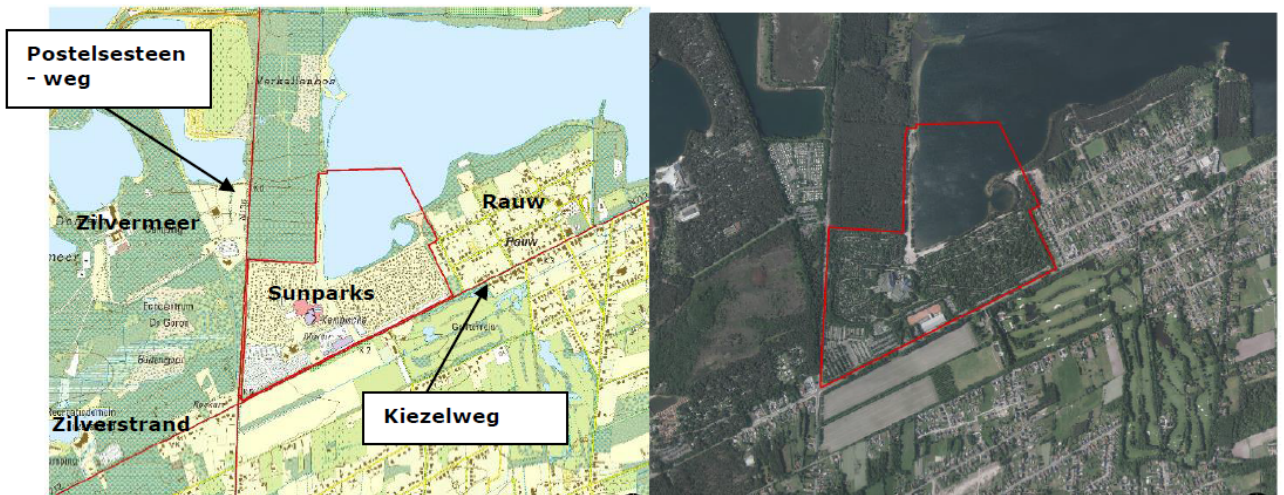 Postelsesteen
- weg
Zilvermeer
Rauw
Rauw
Sunparks
Kiezelweg
Zilverstrand